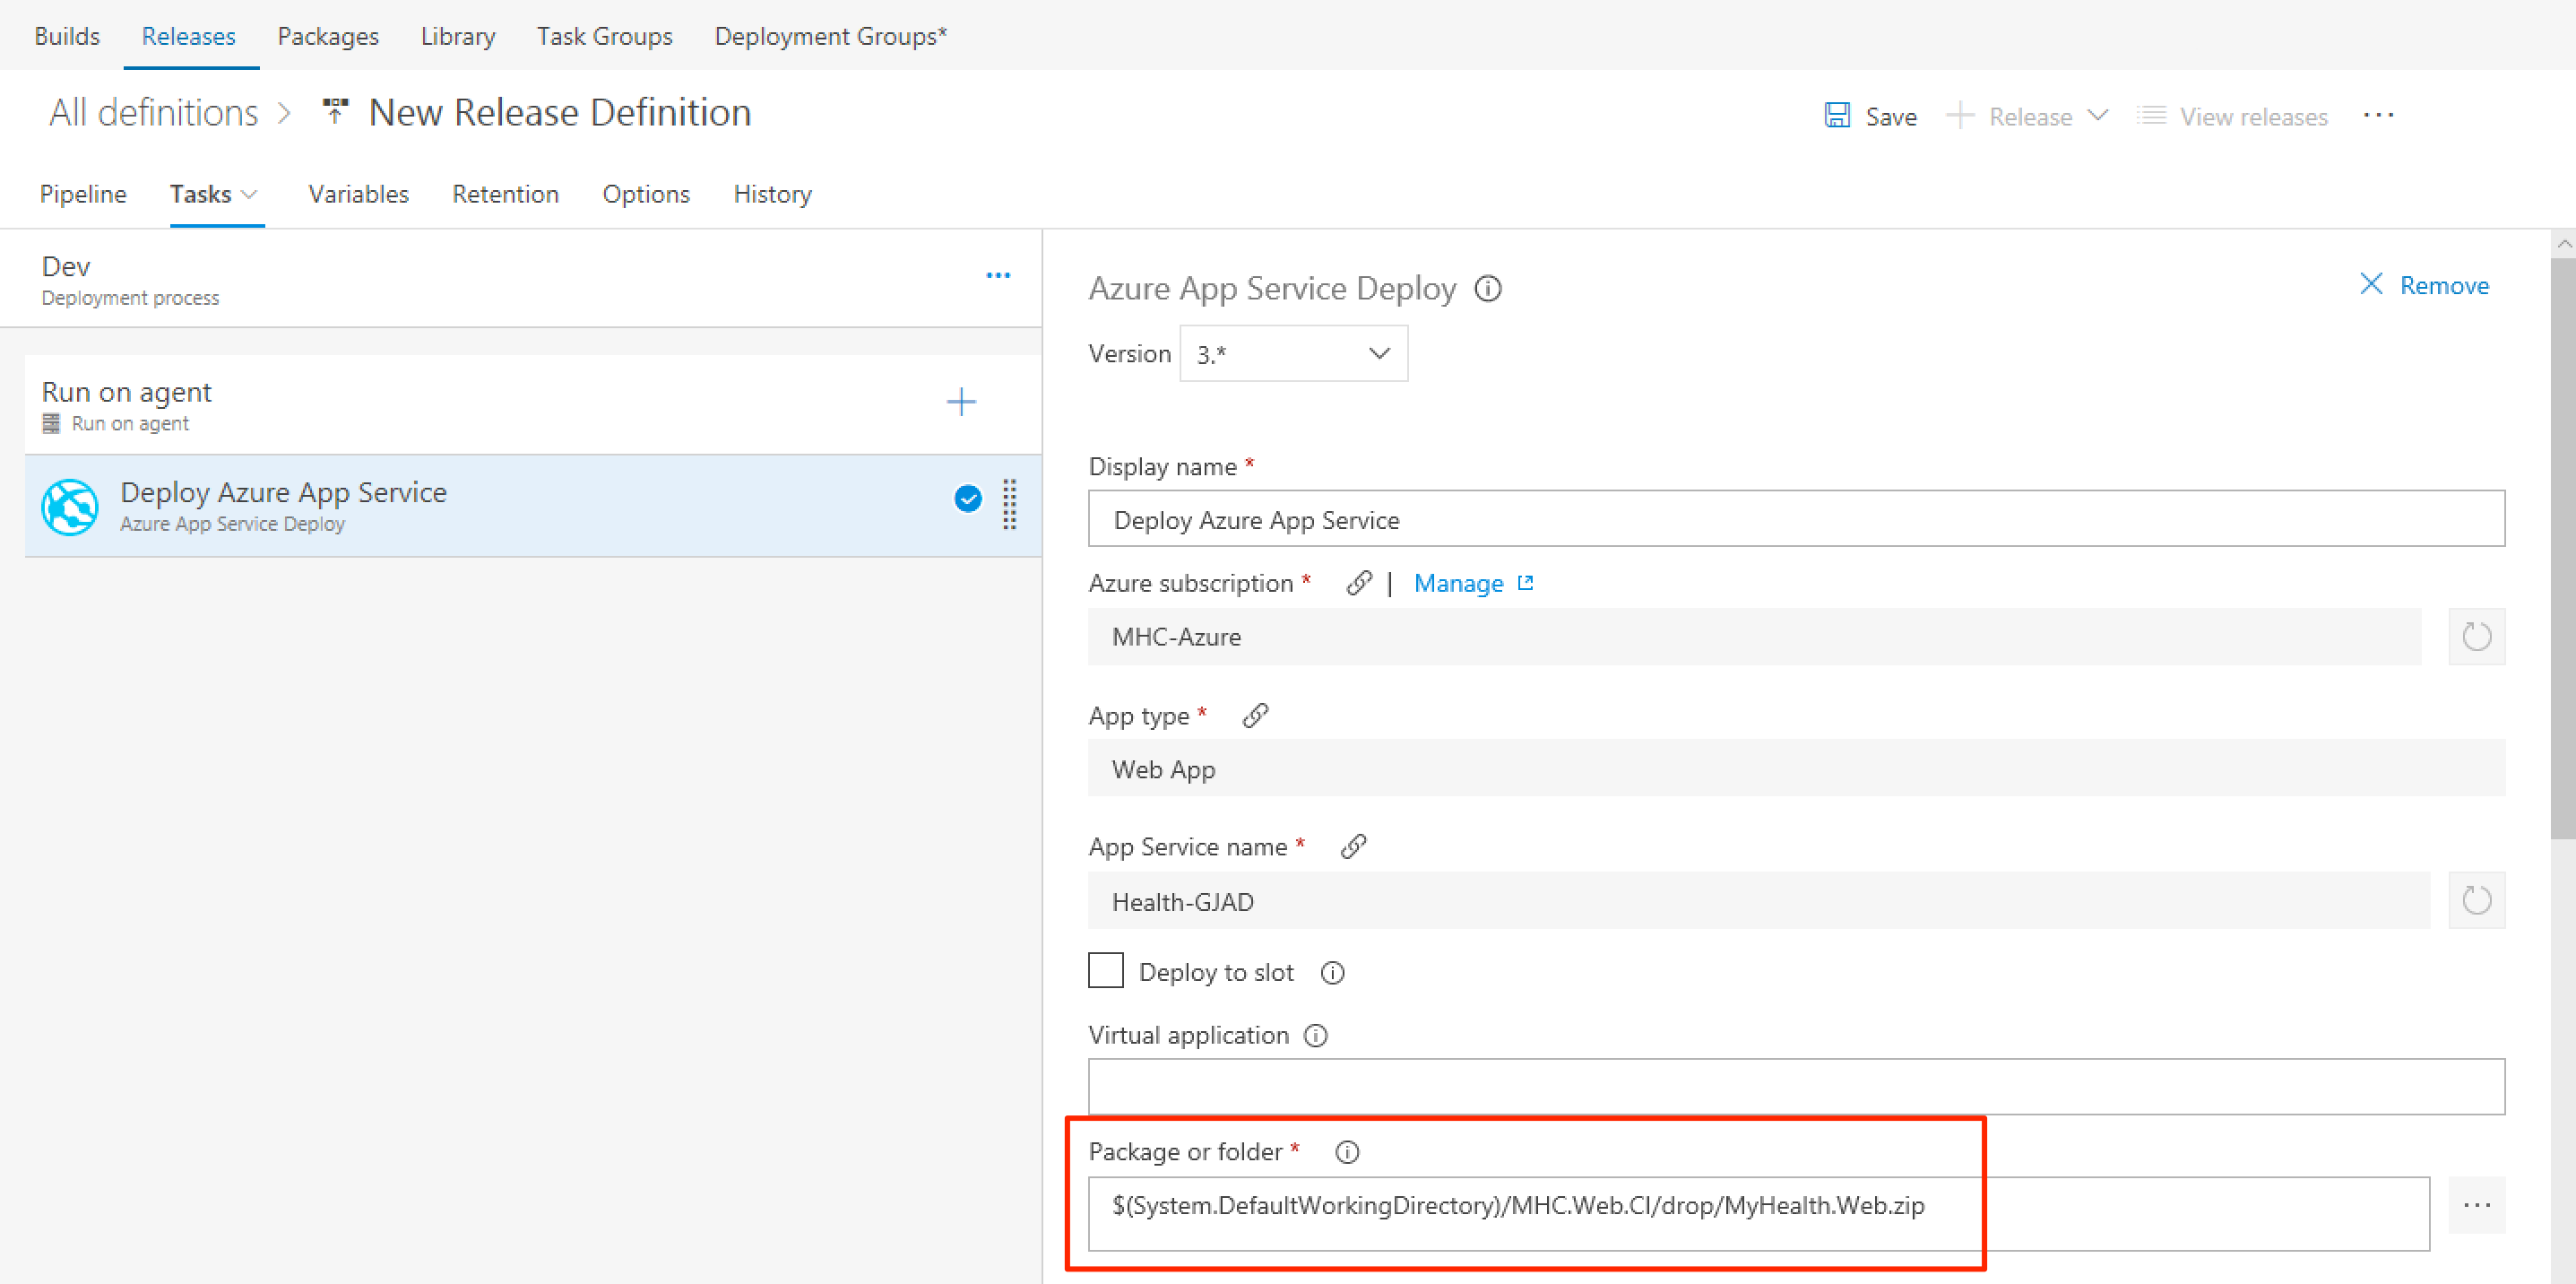 Builds Releases Packages Library Task Groups Deployment Groups*
All definitions > New Release Definition
Save + Release View releases ...
Pipeline Tasks Variables Retention Options History
Dev
Deployment process
...
Run on agent
Run on agent
Deploy Azure App Service
Azure App Service Deploy
Azure App Service Deploy
Remove
Version 3.*
Display name *
Deploy Azure App Service
Azure subscription * | Manage
MHC-Azure
App type *
Web App
App Service name *
Health-GJAD
Deploy to slot
Virtual application
Package or folder *
$(System.DefaultWorkingDirectory)/MHC.Web.CI/drop/MyHealth.Web.zip
...